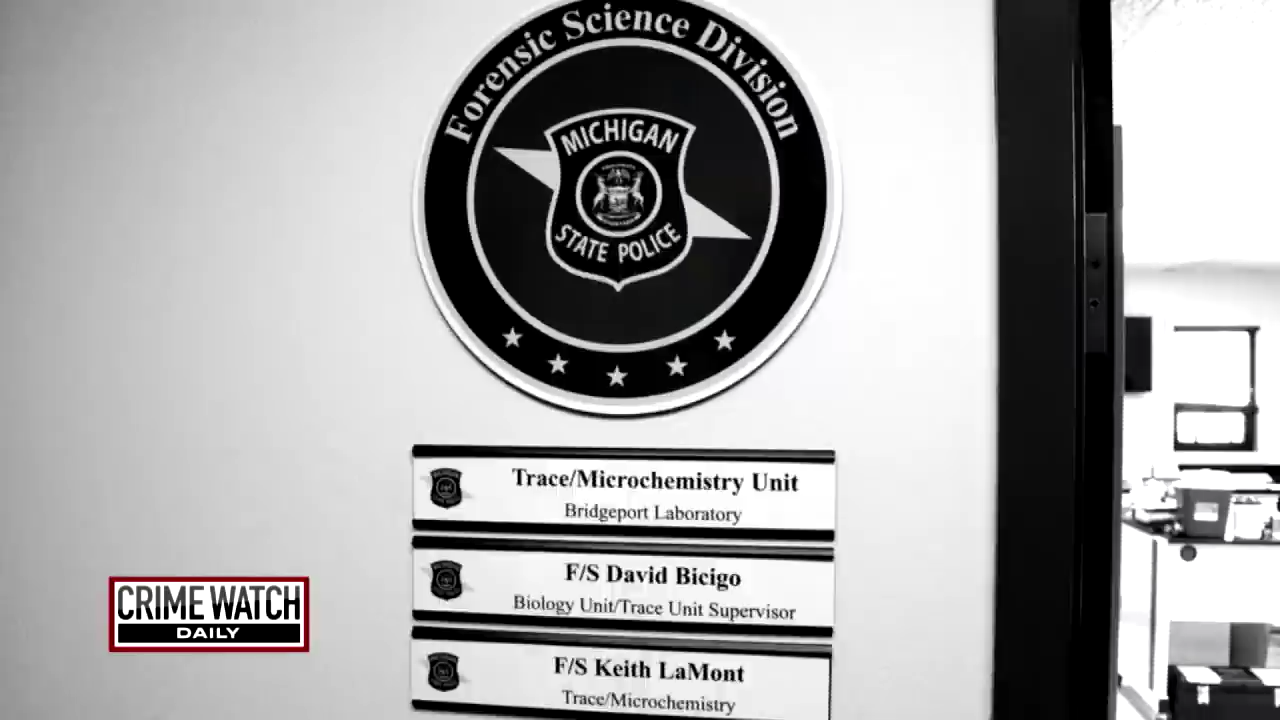 Forensic Science Division
MICHIGAN
STATE POLICE
Trace/Microchemistry Unit
Bridgeport Laboratory
F/S David Bicigo
Biology Unit/Trace Unit Supervisor
F/S Keith LaMont
Trace/Microchemistry
CRIME WATCH
DAILY